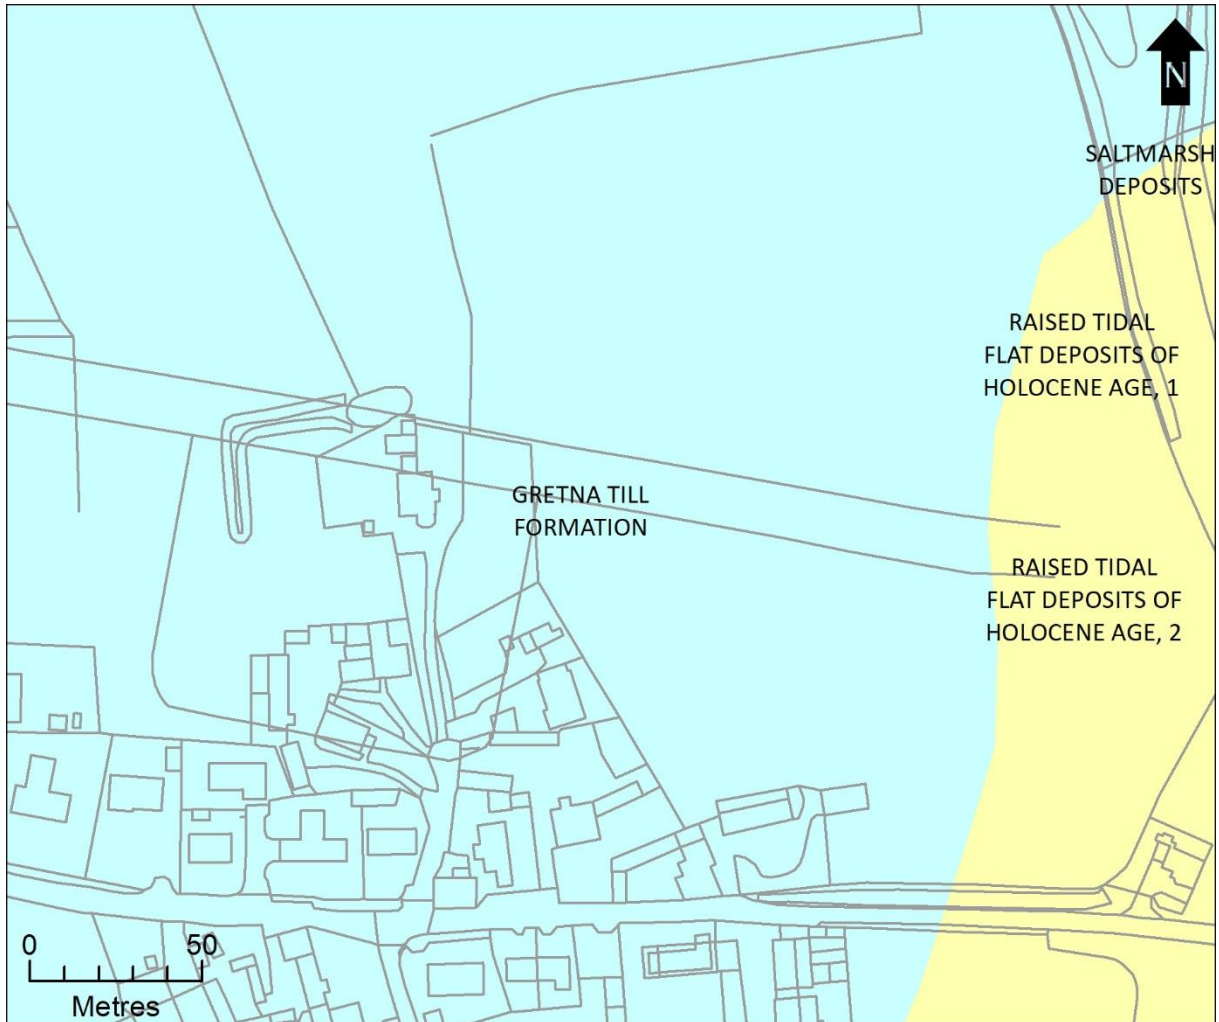 N
SALTMARSH
DEPOSITS
RAISED TIDAL
FLAT DEPOSITS OF
HOLOCENE AGE, 1
GRETNA TILL
FORMATION
RAISED TIDAL
FLAT DEPOSITS OF
HOLOCENE AGE, 2
0 50
Metres